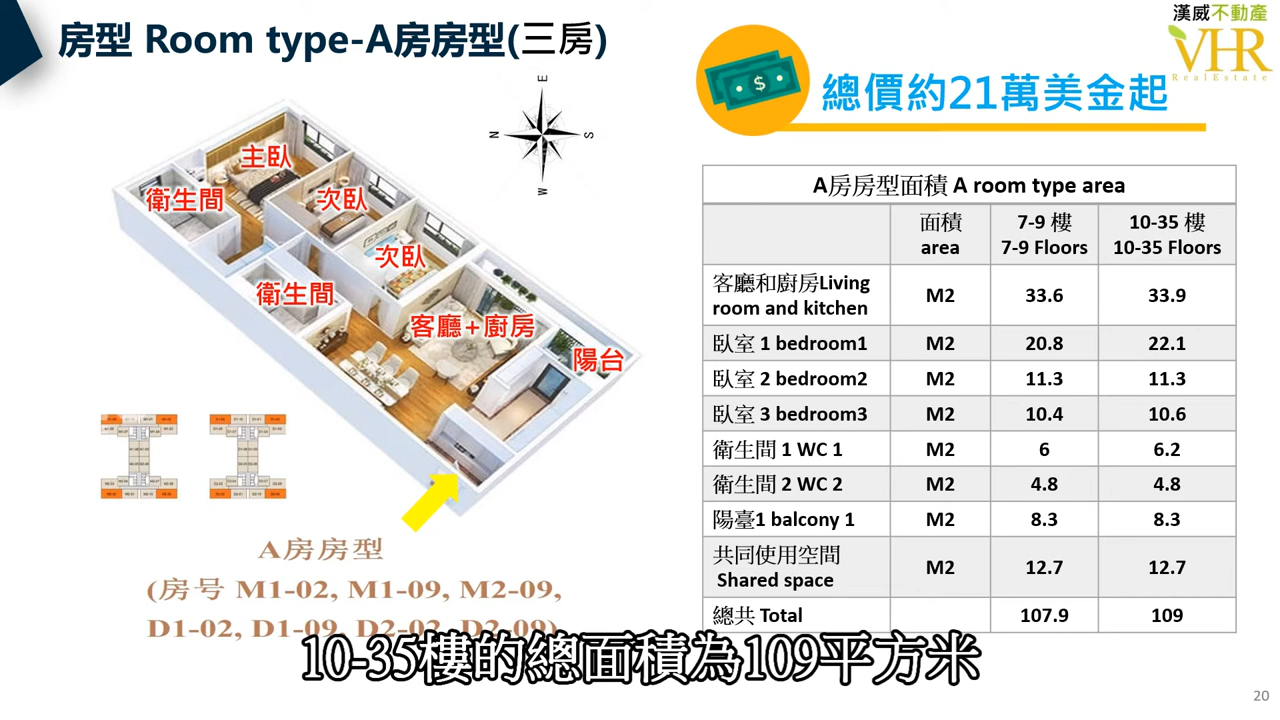 房型 Room type-A房房型(三房)
漢威不動產
VHR
RealEstate
總價約21萬美金起
$
E
N
S
W
主臥
衛生間
次臥
次臥
衛生間
客廳+廚房
陽台
A房房型
(房号 M1-02, M1-09, M2-09,
D1-02, D1-09, D2-02, D2-09)
A房房型面積 A room type area
面積 area 7-9 樓 7-9 Floors 10-35 樓 10-35 Floors
客廳和廚房Living room and kitchen M2 33.6 33.9
臥室 1 bedroom1 M2 20.8 22.1
臥室 2 bedroom2 M2 11.3 11.3
臥室 3 bedroom3 M2 10.4 10.6
衛生間 1 WC 1 M2 6 6.2
衛生間 2 WC 2 M2 4.8 4.8
陽臺1 balcony 1 M2 8.3 8.3
共同使用空間 Shared space M2 12.7 12.7
總共 Total 107.9 109
10-35樓的總面積為109平方米
20